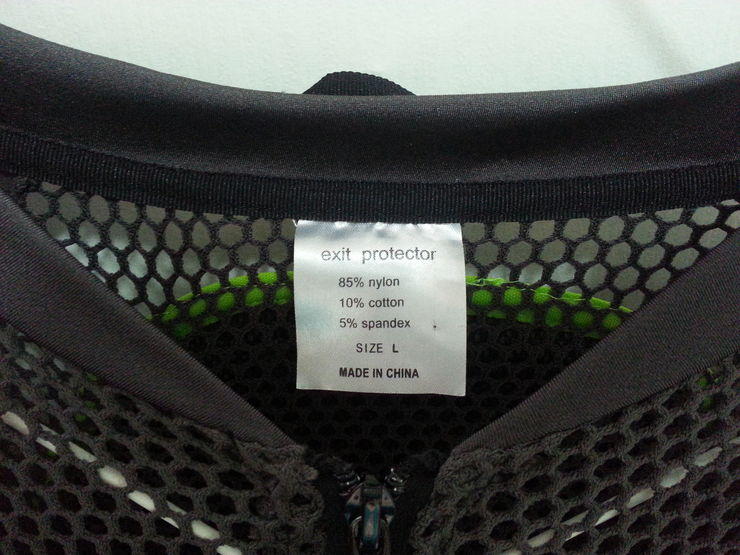 exit protector
85% nylon
10% cotton
5% spandex
SIZE L
MADE IN CHINA